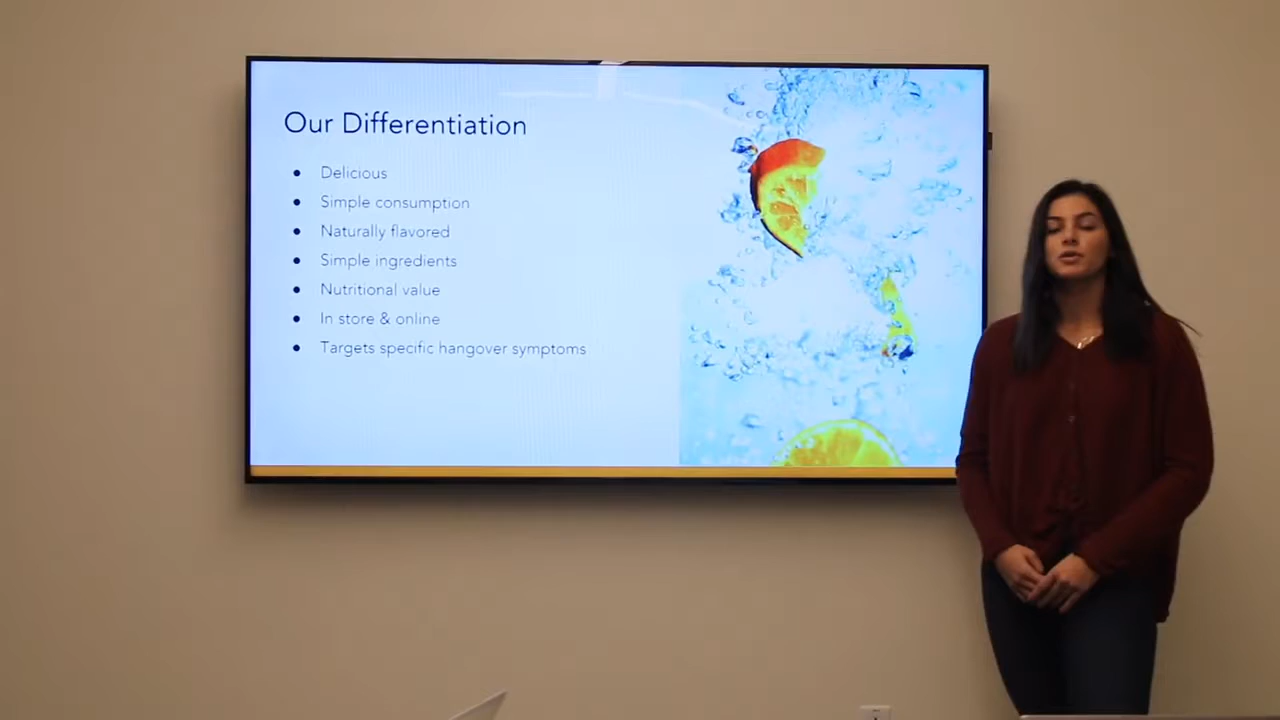 Our Differentiation
● Delicious
● Simple consumption
● Naturally flavored
● Simple ingredients
● Nutritional value
● In store & online
● Targets specific hangover symptoms